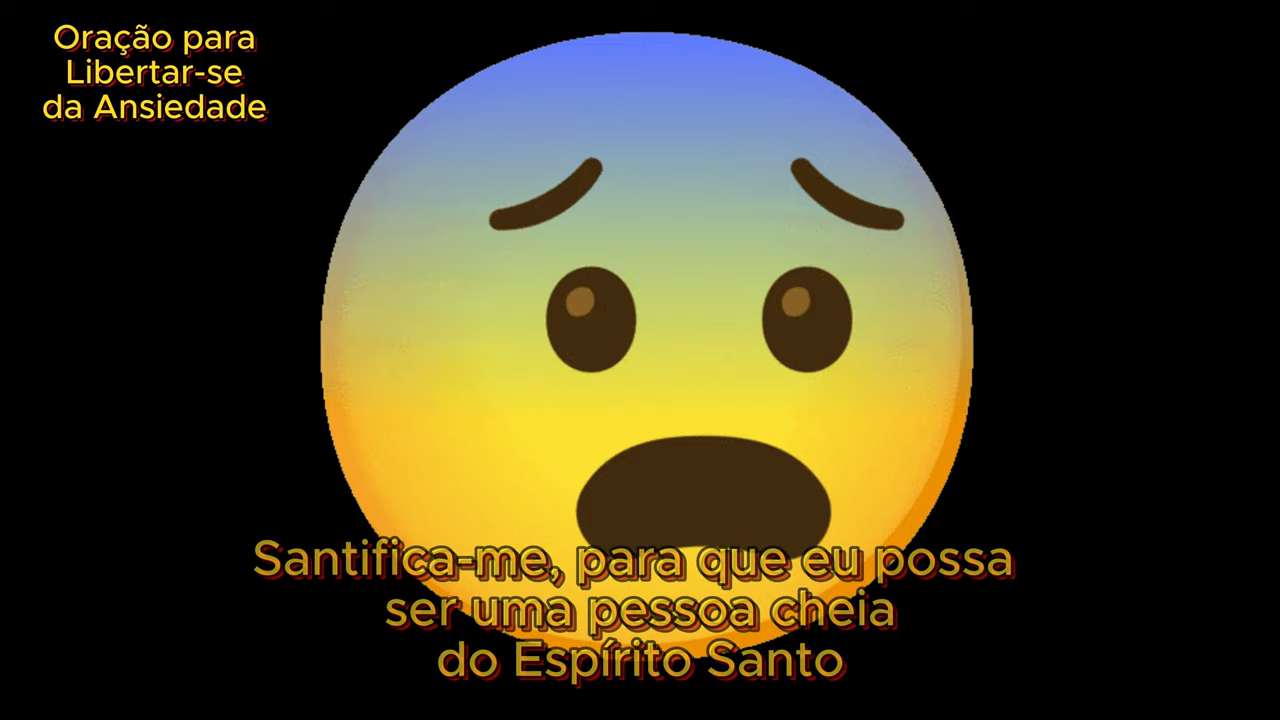 Oração para
Libertar-se
da Ansiedade
Santifica-me, para que eu possa
ser uma pessoa cheia
do Espírito Santo